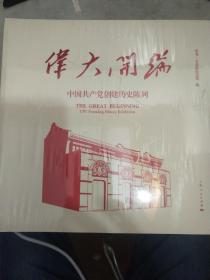 伟大开端
中国共产党创建历史陈列
THE GREAT BEGINNING
CPC Founding History Exhibition